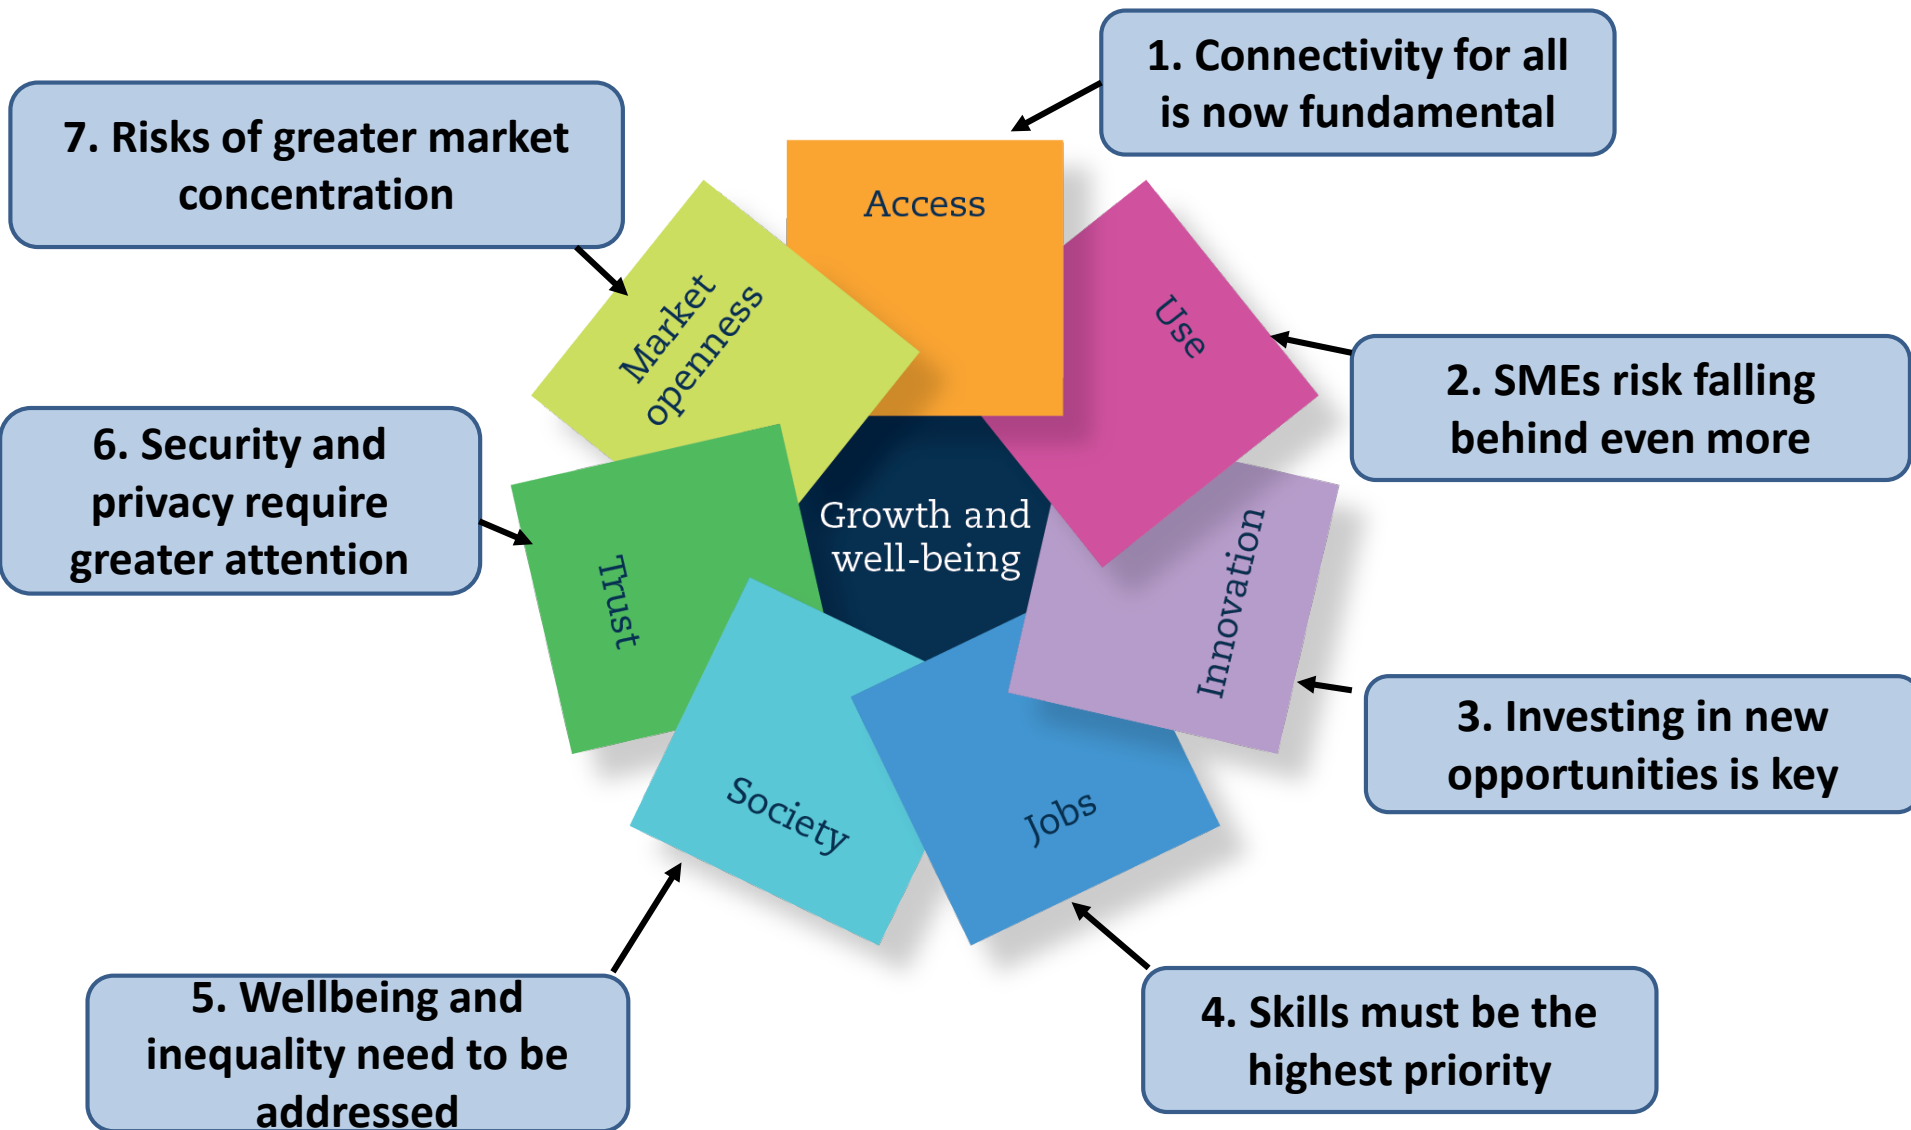 1. Connectivity for all
is now fundamental
7. Risks of greater market
concentration
Access
Market
openness
Use
2. SMEs risk falling
behind even more
6. Security and
privacy require
greater attention
Growth and
well-being
Trust
Innovation
3. Investing in new
opportunities is key
Society
Jobs
5. Wellbeing and
inequality need to be
addressed
4. Skills must be the
highest priority